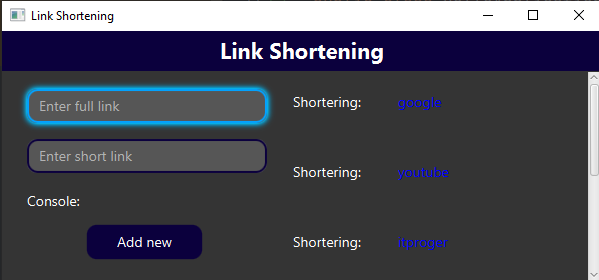 Link Shortening
Link Shortening
Enter full link
Enter short link
Console:
Add new
Shortering: google
Shortering: youtube
Shortering: itproger